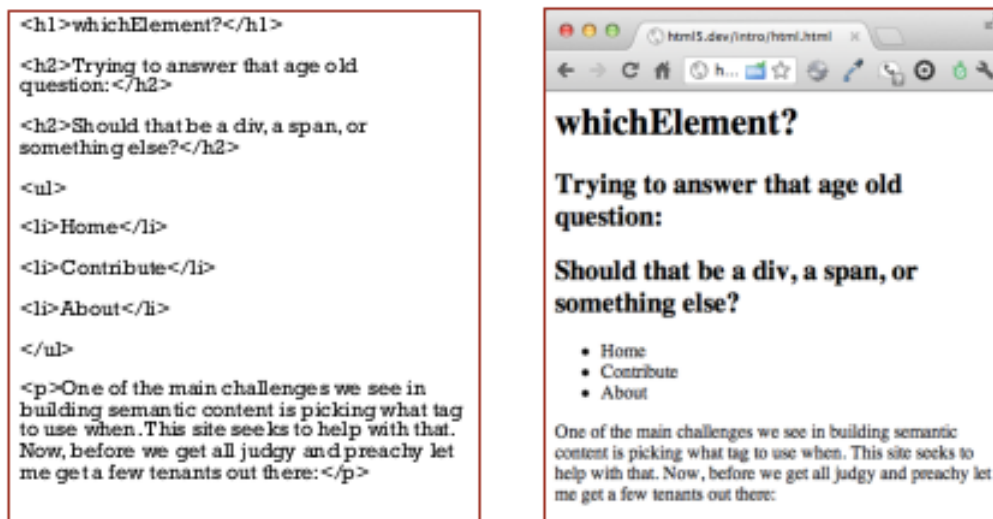 <h1>whichElement?</h1>
<h2>Trying to answer that age old
question:</h2>
<h2>Should that be a div, a span, or
something else?</h2>
<ul>
<li>Home</li>
<li>Contribute</li>
<li>About</li>
</ul>
<p>One of the main challenges we see in
building semantic content is picking what tag
to use when. This site seeks to help with that.
Now, before we get all judgy and preachy let
me get a few tenants out there:</p>
html5.dev/intro/html.html
h...
whichElement?
Trying to answer that age old
question:
Should that be a div, a span, or
something else?
• Home
• Contribute
• About
One of the main challenges we see in building semantic
content is picking what tag to use when. This site seeks to
help with that. Now, before we get all judgy and preachy let
me get a few tenants out there: